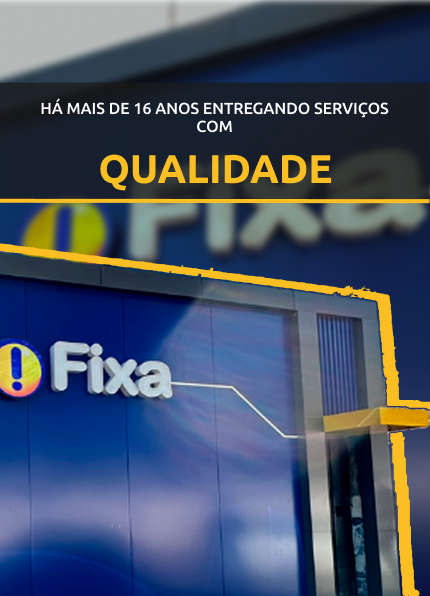 HÁ MAIS DE 16 ANOS ENTREGANDO SERVIÇOS
COM
QUALIDADE
Fixa
Fixa